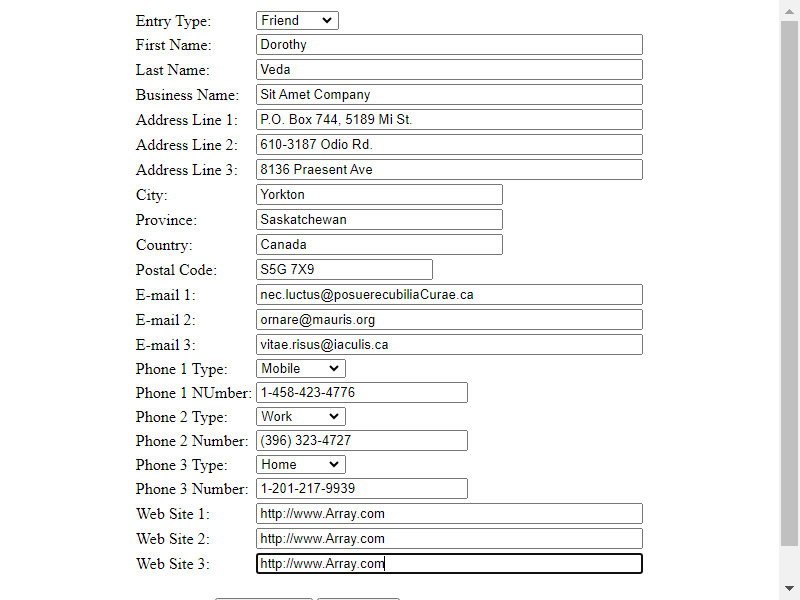 Entry Type: Friend
First Name: Dorothy
Last Name: Veda
Business Name: Sit Amet Company
Address Line 1: P.O. Box 744, 5189 Mi St.
Address Line 2: 610-3187 Odio Rd.
Address Line 3: 8136 Praesent Ave
City: Yorkton
Province: Saskatchewan
Country: Canada
Postal Code: S5G 7X9
E-mail 1: nec.luctus@posuerecubiliaCurae.ca
E-mail 2: ornare@mauris.org
E-mail 3: vitae.risus@iaculis.ca
Phone 1 Type: Mobile
Phone 1 NUmber: 1-458-423-4776
Phone 2 Type: Work
Phone 2 Number: (396) 323-4727
Phone 3 Type: Home
Phone 3 Number: 1-201-217-9939
Web Site 1: http://www.Array.com
Web Site 2: http://www.Array.com
Web Site 3: http://www.Array.com